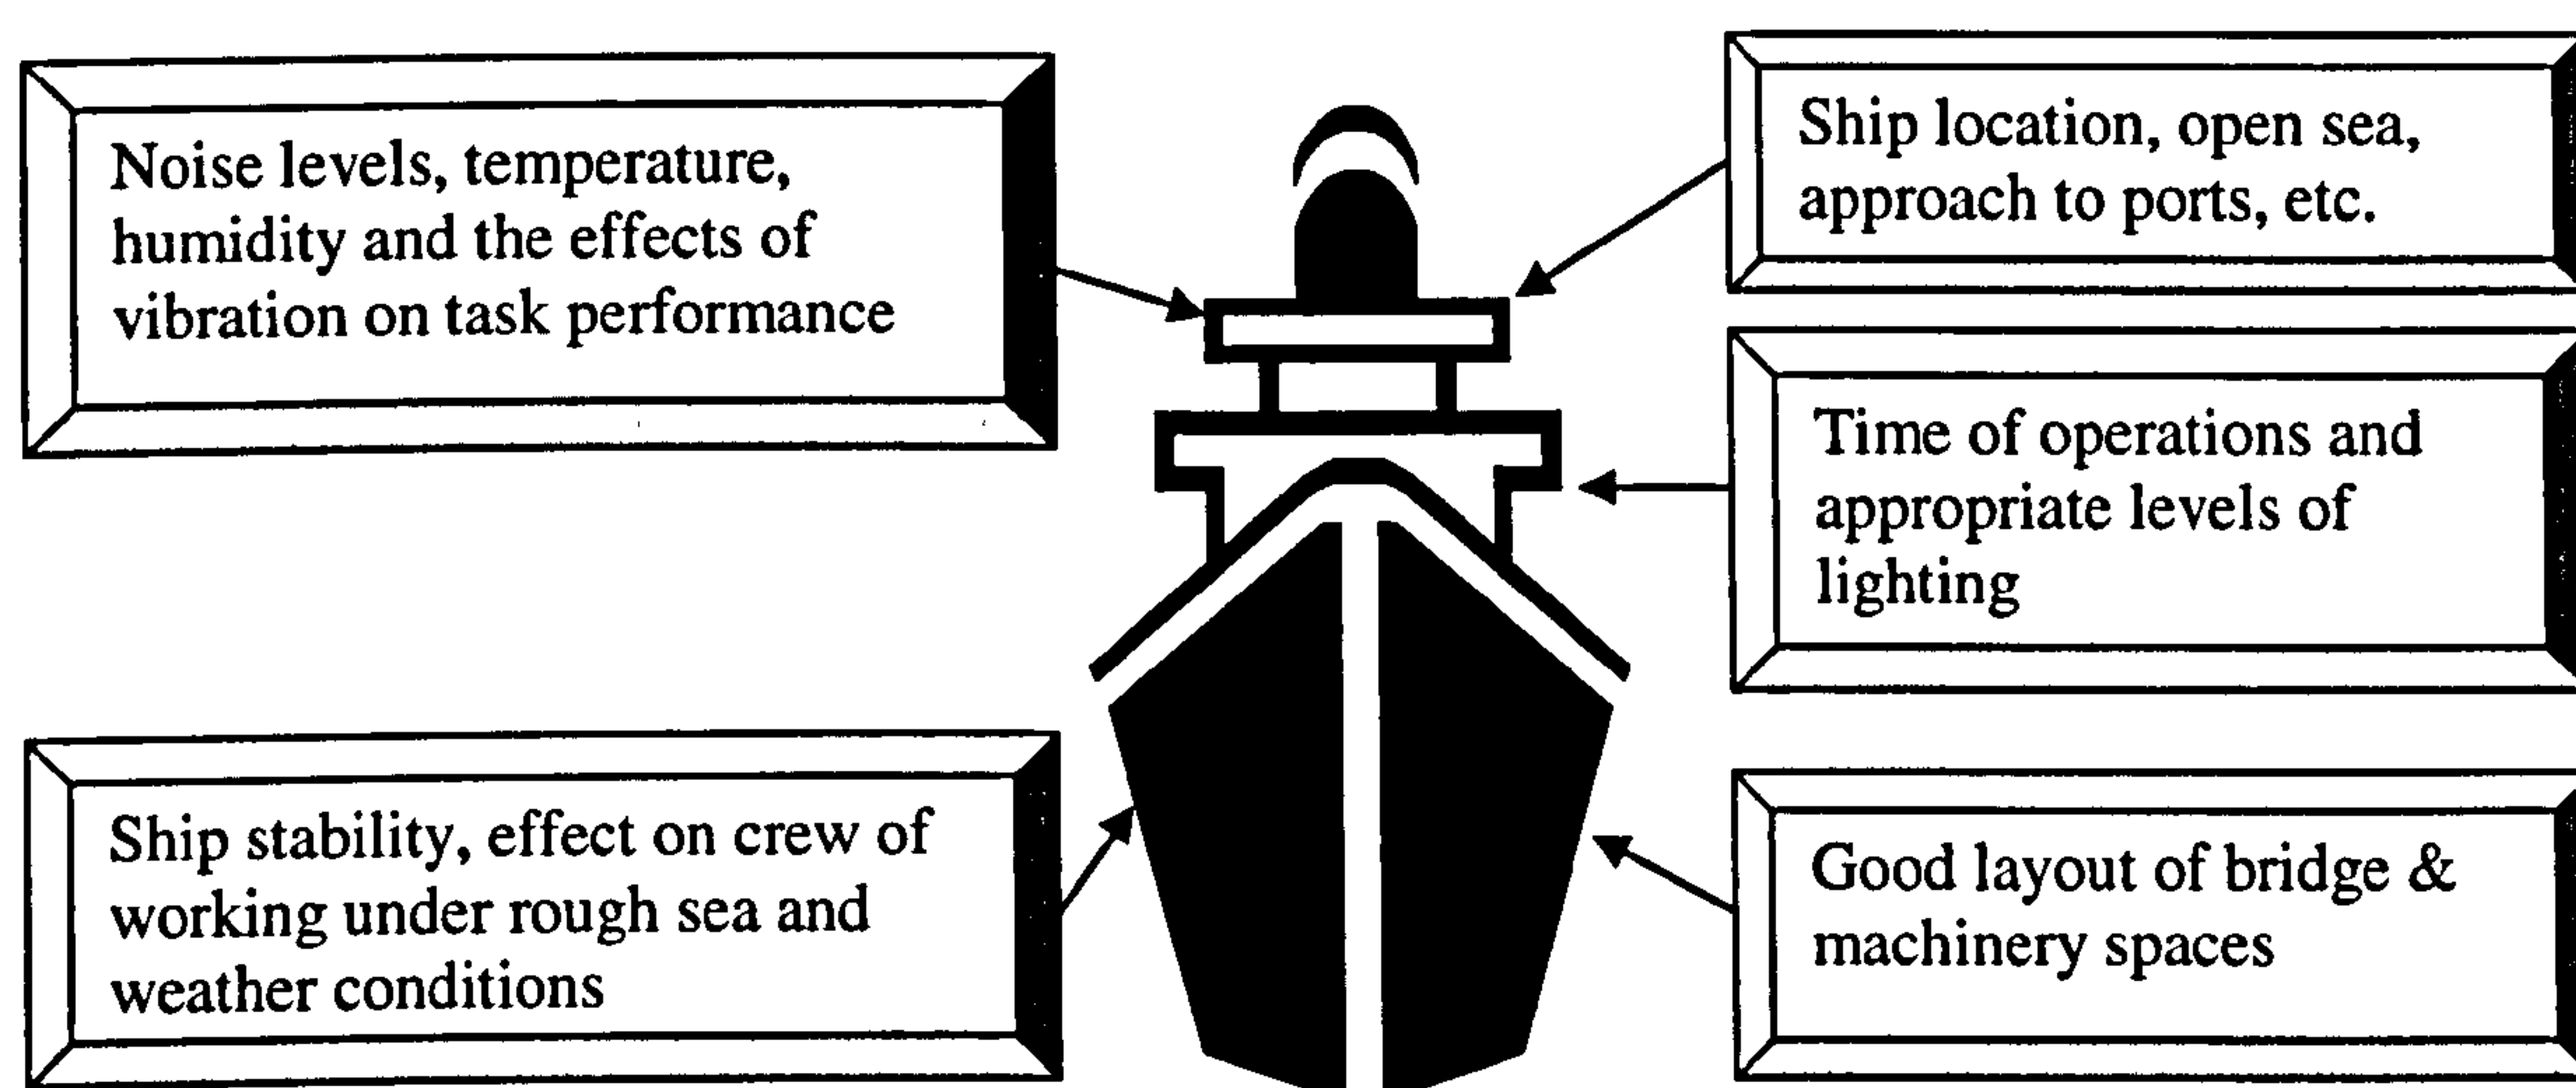 Noise levels, temperature,
humidity and the effects of
vibration on task performance
Ship location, open sea,
approach to ports, etc.
Time of operations and
appropriate levels of
lighting
Ship stability, effect on crew of
working under rough sea and
weather conditions
Good layout of bridge &
machinery spaces